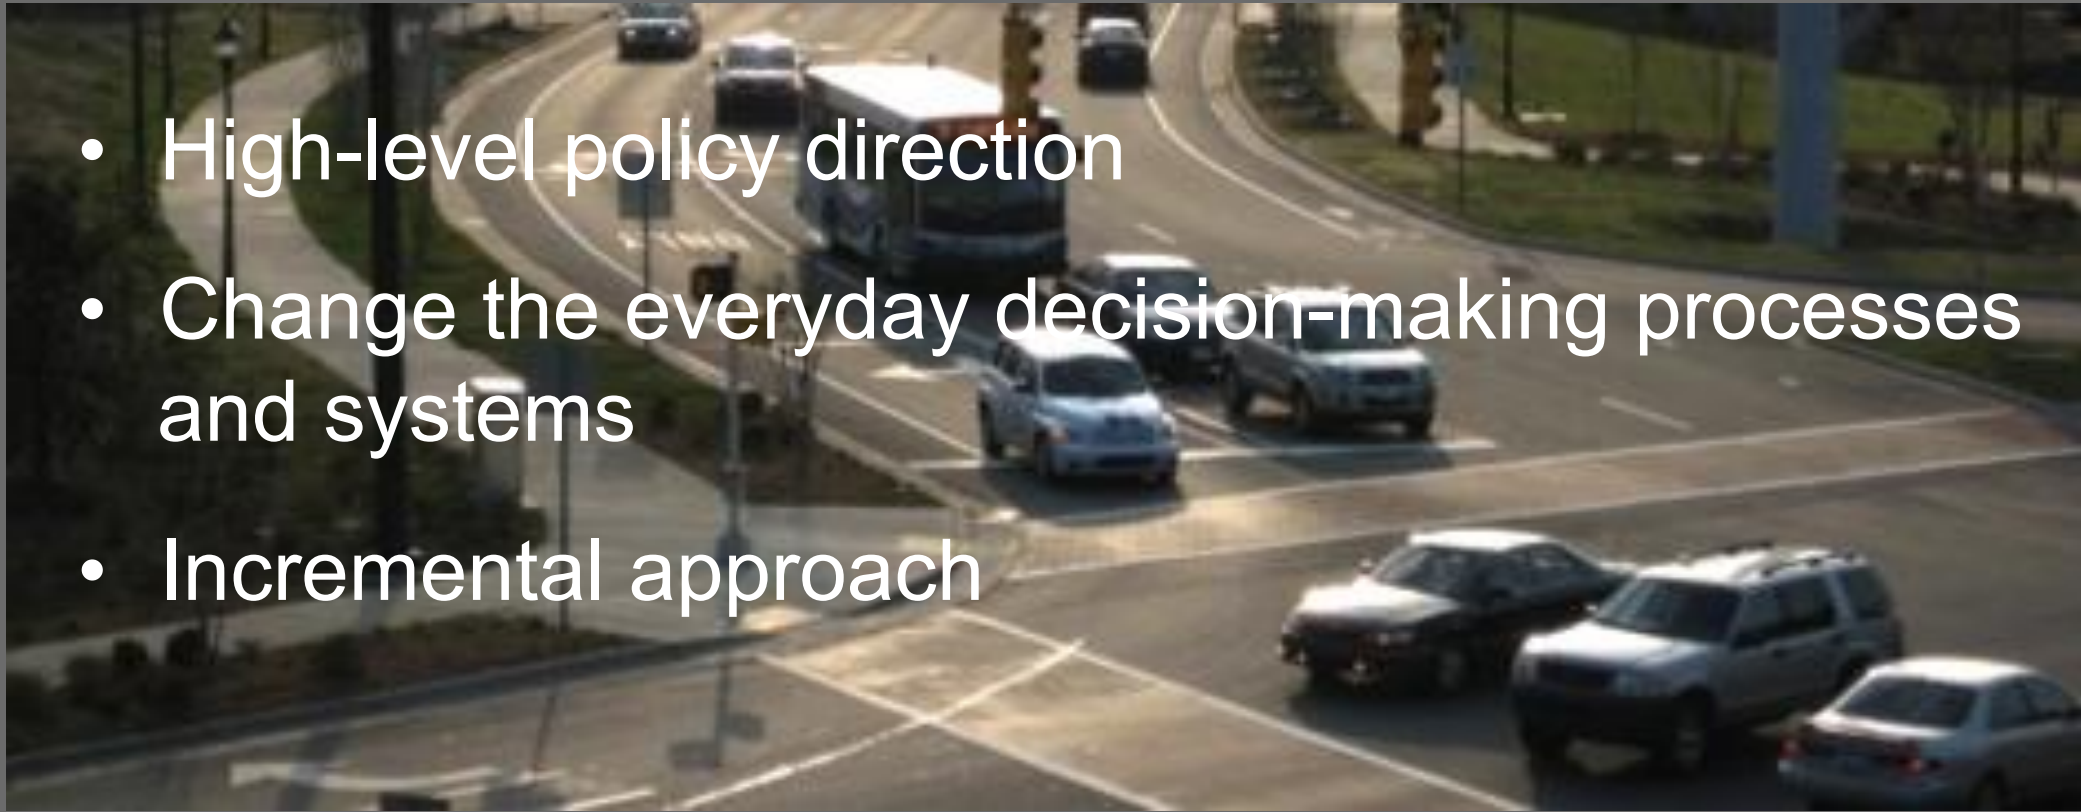 • High-level policy direction
• Change the everyday decision-making processes
and systems
• Incremental approach